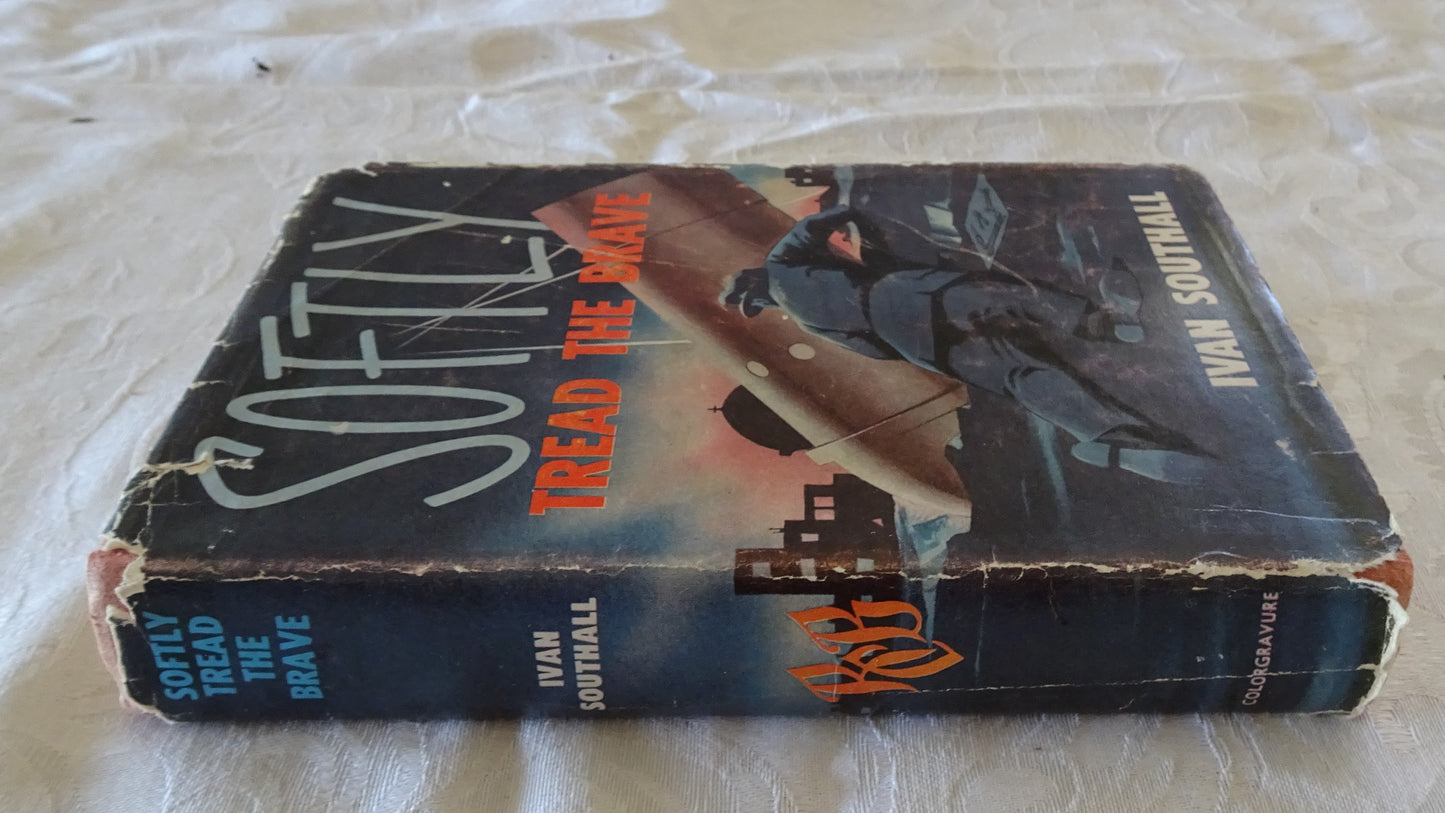 SOFTLY
TREAD THE BRAVE
IVAN SOUTHALL
SOFTLY
TREAD
THE
BRAVE
IVAN
SOUTHALL
COLORGRAVURE